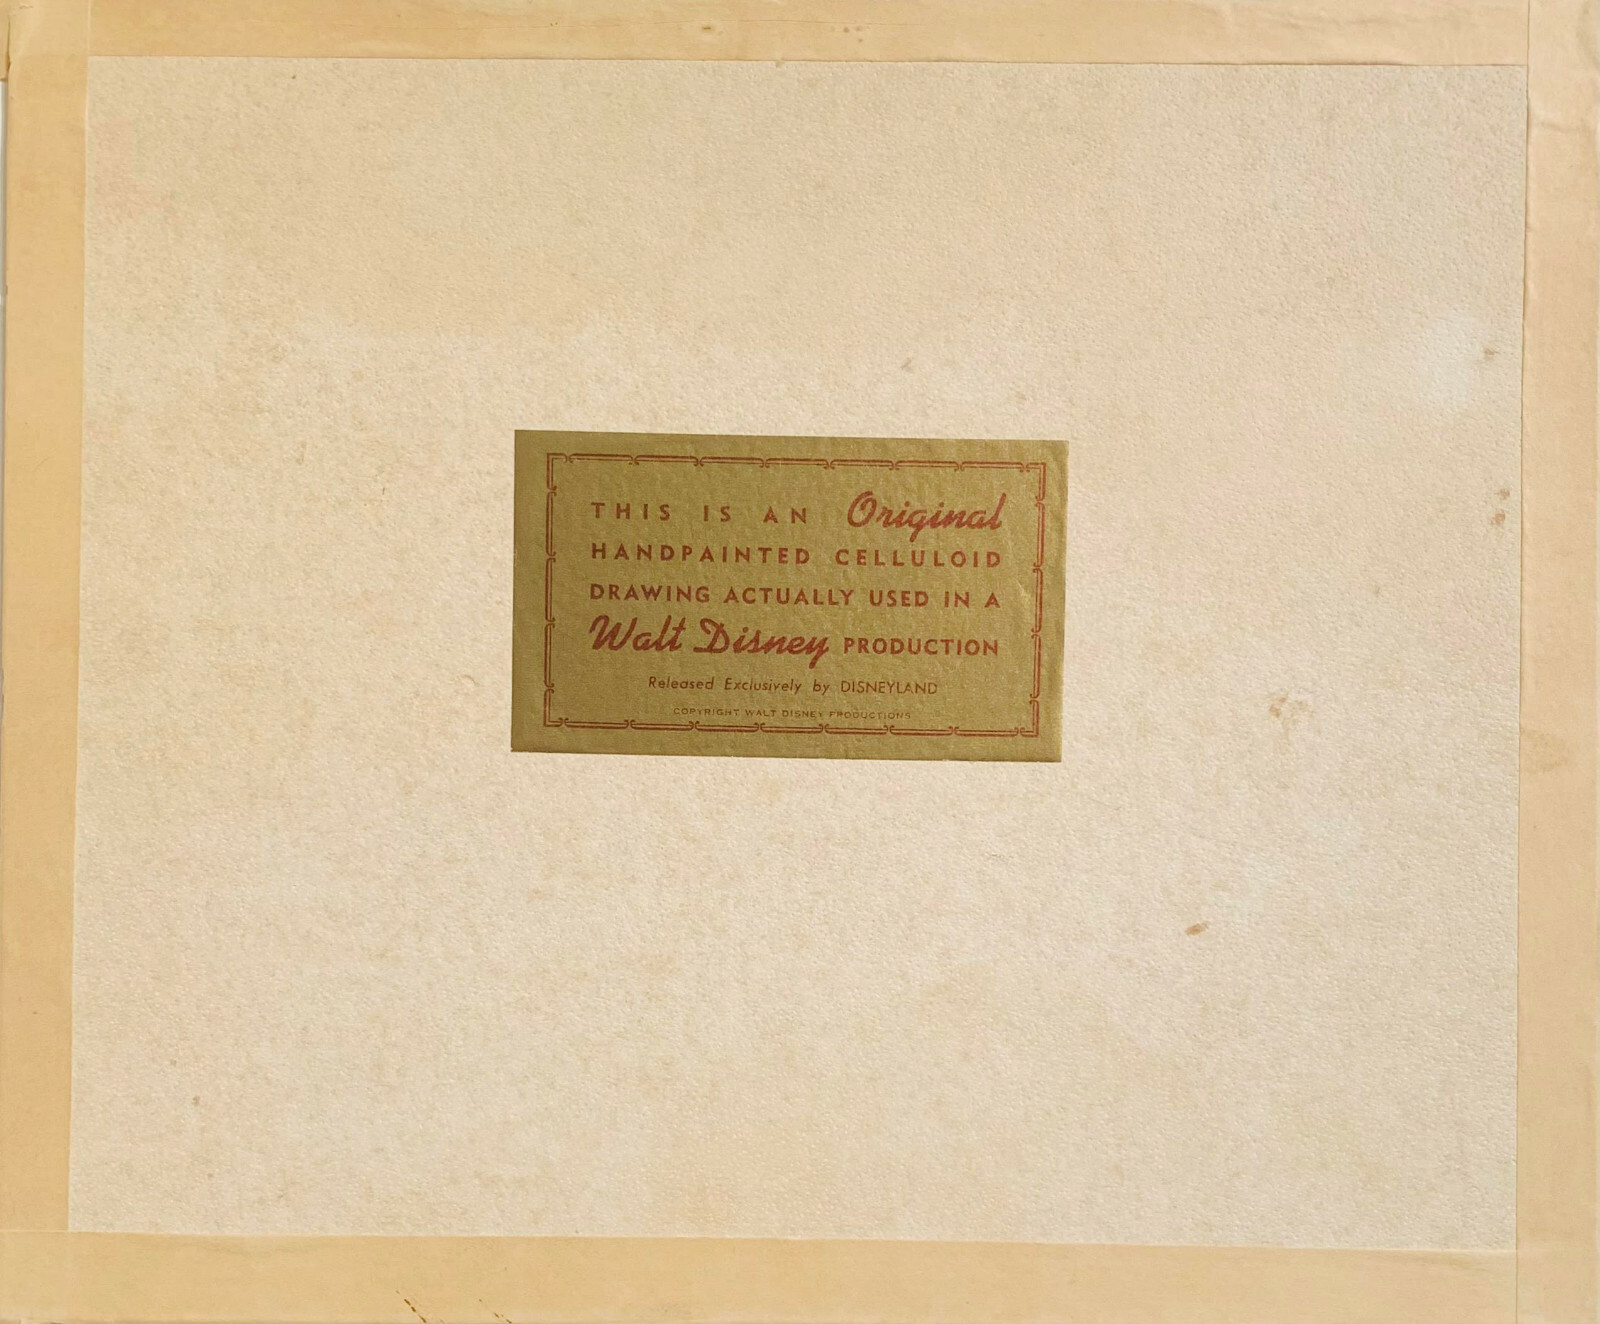 THIS IS AN Original
HANDPAINTED CELLULOID
DRAWING ACTUALLY USED IN A
Walt Disney PRODUCTION
Released Exclusively by DISNEYLAND
COPYRIGHT WALT DISNEY PRODUCTIONS